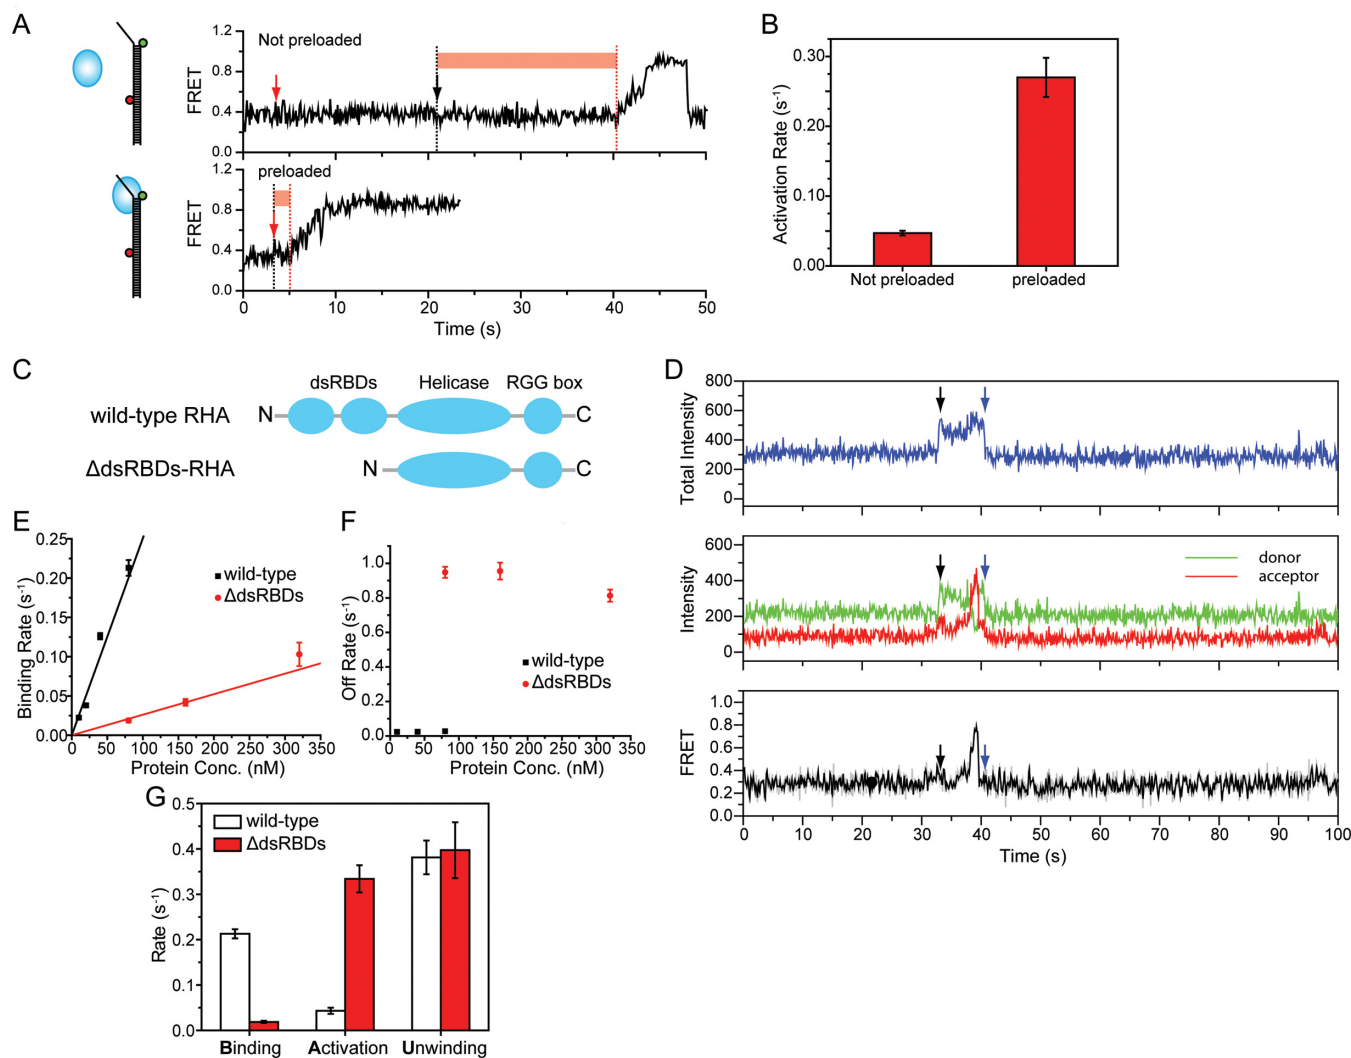 A
Not preloaded
FRET
1.2
0.8
0.4
0.0
0 10 20 30 40 50
preloaded
FRET
1.2
0.8
0.4
0.0
0 10 20 30 40 50
Time (s)
B
Activation Rate (s⁻¹)
0.30
0.20
0.10
0.00
Not preloaded preloaded
C
dsRBDs Helicase RGG box
wild-type RHA N C
ΔdsRBDs-RHA N C
D
Total Intensity
800
600
400
200
0
Intensity
600
400
200
0
donor
acceptor
FRET
1.0
0.8
0.6
0.4
0.2
0.0
0 10 20 30 40 50 60 70 80 90 100
Time (s)
E
Binding Rate (s⁻¹)
0.25
0.20
0.15
0.10
0.05
0.00
wild-type
ΔdsRBDs
0 50 100 150 200 250 300 350
Protein Conc. (nM)
F
Off Rate (s⁻¹)
1.0
0.8
0.6
0.4
0.2
0.0
wild-type
ΔdsRBDs
0 50 100 150 200 250 300 350
Protein Conc. (nM)
G
Rate (s⁻¹)
0.5
0.4
0.3
0.2
0.1
0.0
wild-type
ΔdsRBDs
Binding Activation Unwinding